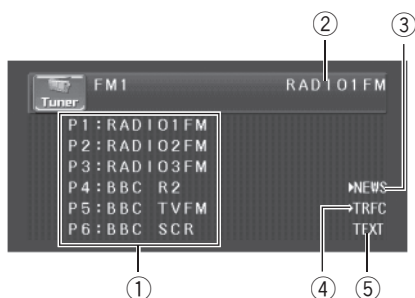 ② ③
FM1 RADIO1FM
Tuner
P1:RADIO1FM
P2:RADIO2FM
P3:RADIO3FM
P4:BBC R2 NEWS
P5:BBC TVFM TRFC
P6:BBC SCR TEXT
① ④ ⑤